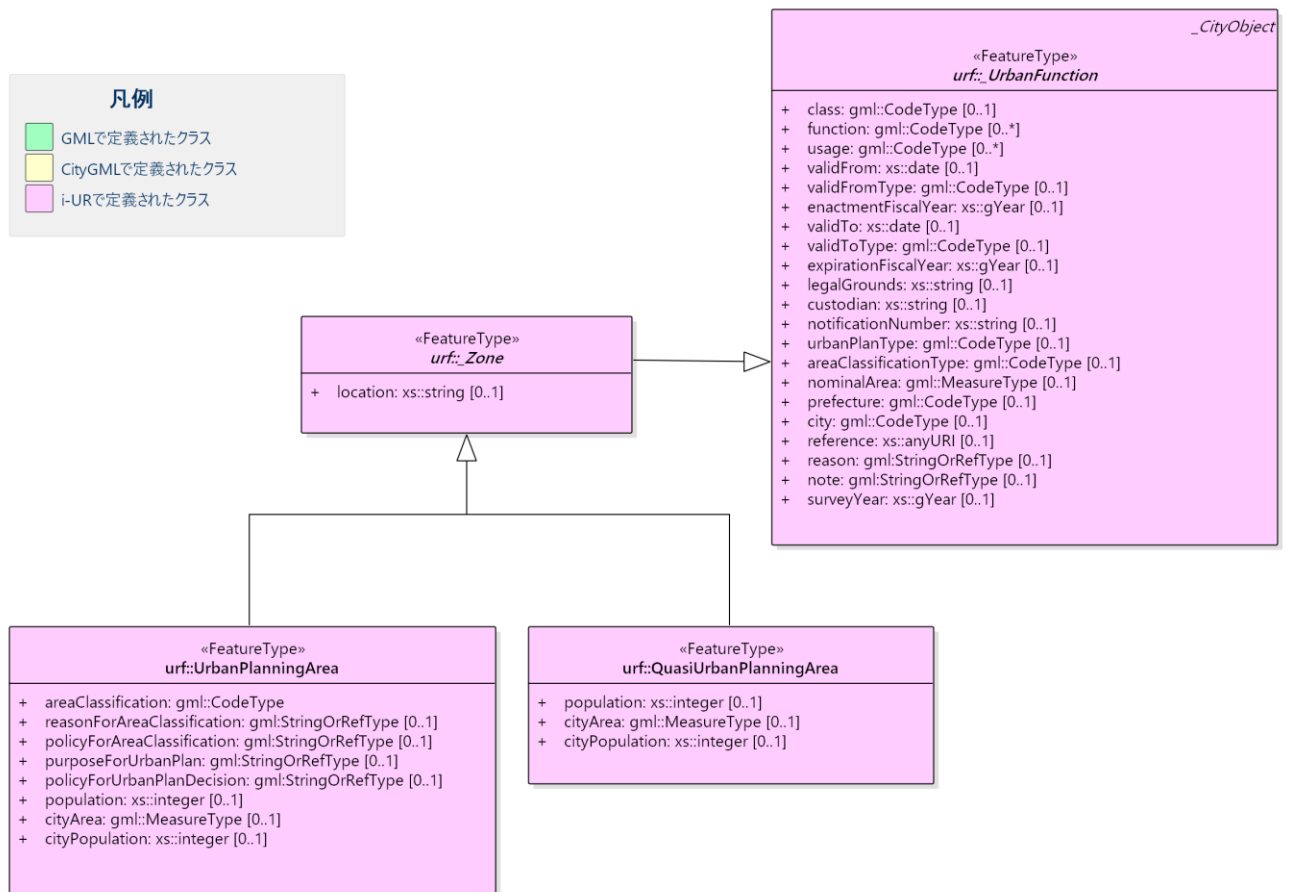 凡例
GMLで定義されたクラス
CityGMLで定義されたクラス
i-URで定義されたクラス
_CityObject
«FeatureType»
urf::_UrbanFunction
+ class: gml::CodeType [0..1]
+ function: gml::CodeType [0..*]
+ usage: gml::CodeType [0..*]
+ validFrom: xs::date [0..1]
+ validFromType: gml::CodeType [0..1]
+ enactmentFiscalYear: xs::gYear [0..1]
+ validTo: xs::date [0..1]
+ validToType: gml::CodeType [0..1]
+ expirationFiscalYear: xs::gYear [0..1]
+ legalGrounds: xs::string [0..1]
+ custodian: xs::string [0..1]
+ notificationNumber: xs::string [0..1]
+ urbanPlanType: gml::CodeType [0..1]
+ areaClassificationType: gml::CodeType [0..1]
+ nominalArea: gml::MeasureType [0..1]
+ prefecture: gml::CodeType [0..1]
+ city: gml::CodeType [0..1]
+ reference: xs::anyURI [0..1]
+ reason: gml:StringOrRefType [0..1]
+ note: gml:StringOrRefType [0..1]
+ surveyYear: xs::gYear [0..1]
«FeatureType»
urf::_Zone
+ location: xs::string [0..1]
«FeatureType»
urf::UrbanPlanningArea
+ areaClassification: gml::CodeType
+ reasonForAreaClassification: gml:StringOrRefType [0..1]
+ policyForAreaClassification: gml:StringOrRefType [0..1]
+ purposeForUrbanPlan: gml:StringOrRefType [0..1]
+ policyForUrbanPlanDecision: gml:StringOrRefType [0..1]
+ population: xs::integer [0..1]
+ cityArea: gml::MeasureType [0..1]
+ cityPopulation: xs::integer [0..1]
«FeatureType»
urf::QuasiUrbanPlanningArea
+ population: xs::integer [0..1]
+ cityArea: gml::MeasureType [0..1]
+ cityPopulation: xs::integer [0..1]